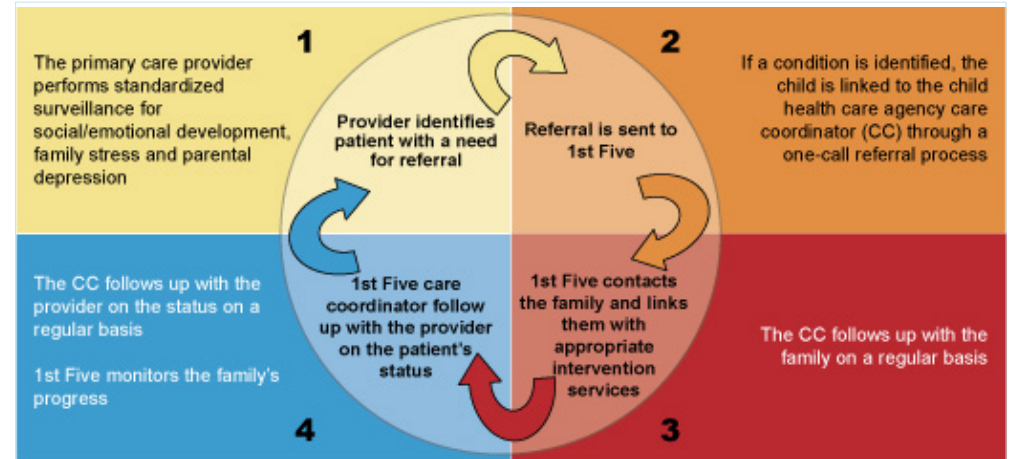 1
The primary care provider
performs standardized
surveillance for
social/emotional development,
family stress and parental
depression
Provider identifies
patient with a need
for referral
2
Referral is sent to
1st Five
If a condition is identified, the
child is linked to the child
health care agency care
coordinator (CC) through a
one-call referral process
1st Five contacts
the family and links
them with
appropriate
intervention
services
The CC follows up with the
family on a regular basis
3
The CC follows up with the
provider on the status on a
regular basis
1st Five monitors the family's
progress
1st Five care
coordinator follow
up with the provider
on the patient's
status
4